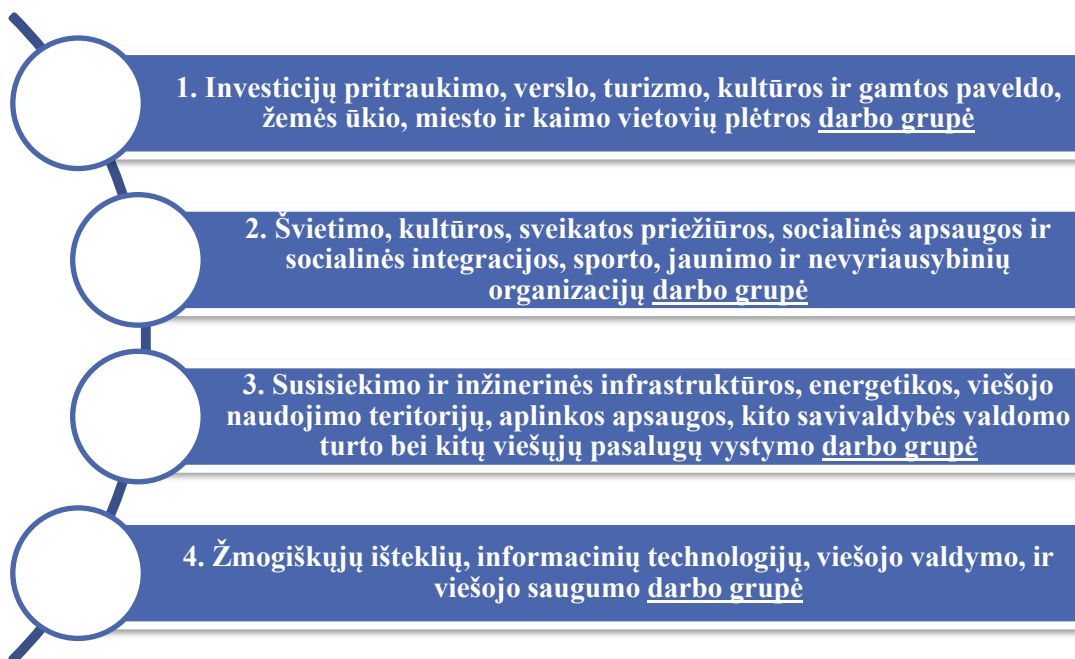 1. Investicijų pritraukimo, verslo, turizmo, kultūros ir gamtos paveldo,
žemės ūkio, miesto ir kaimo vietovių plėtros darbo grupė
2. Švietimo, kultūros, sveikatos priežiūros, socialinės apsaugos ir
socialinės integracijos, sporto, jaunimo ir nevyriausybinių
organizacijų darbo grupė
3. Susisiekimo ir inžinerinės infrastruktūros, energetikos, viešojo
naudojimo teritorijų, aplinkos apsaugos, kito savivaldybės valdomo
turto bei kitų viešųjų pasalugų vystymo darbo grupė
4. Žmogiškųjų išteklių, informacinių technologijų, viešojo valdymo, ir
viešojo saugumo darbo grupė